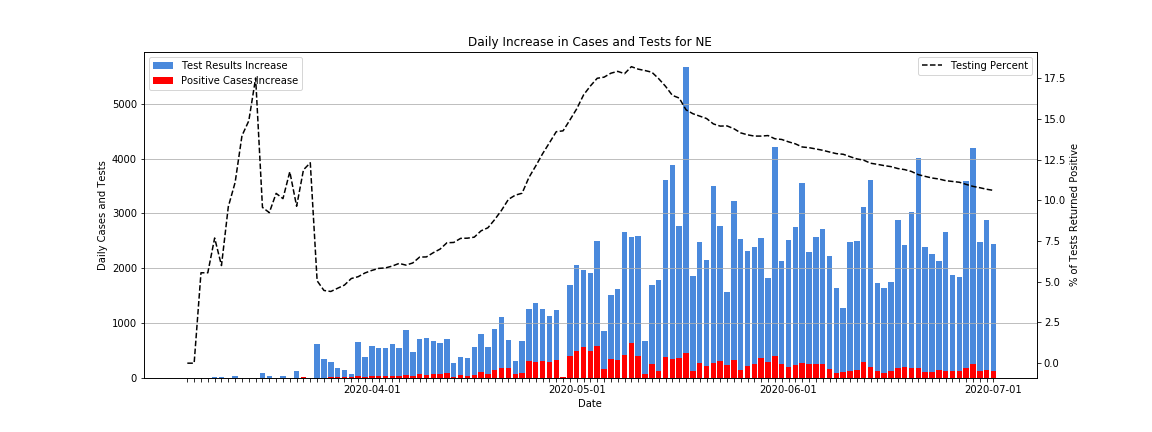 Daily Increase in Cases and Tests for NE
Test Results Increase
Positive Cases Increase
Testing Percent
Daily Cases and Tests
5000
4000
3000
2000
1000
0
% of Tests Returned Positive
17.5
15.0
12.5
10.0
7.5
5.0
2.5
0.0
2020-04-01
2020-05-01
2020-06-01
2020-07-01
Date